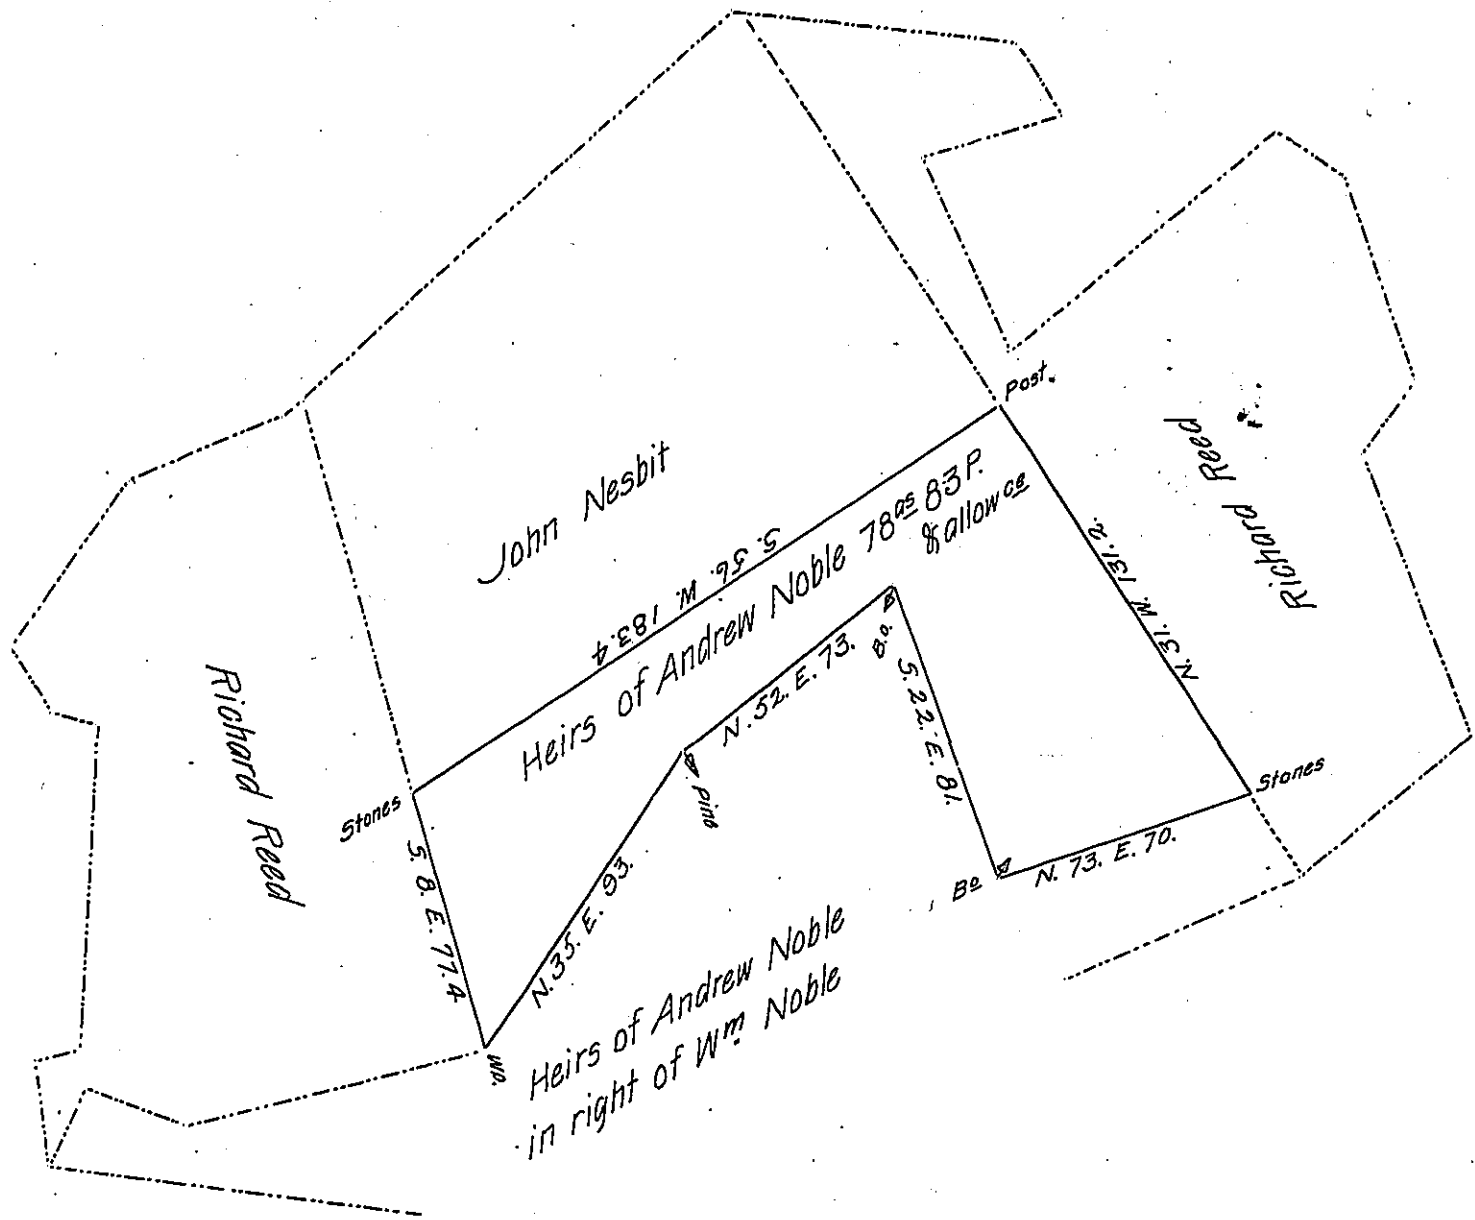 Post.
Richard Reed
John Nesbit
S. 56. W. 183.4
Heirs of Andrew Noble 78as 83 P.
& allowce
N. 31. W. 131.2.
Richard Reed
N. 52. E. 73.
B.o.
S. 22. E. 81.
Pine
Stones
Stones
S. 8. E. 77.4
N. 35. E. 93.
Bo
N. 73. E. 70.
WO.
Heirs of Andrew Noble
in right of Wm Noble